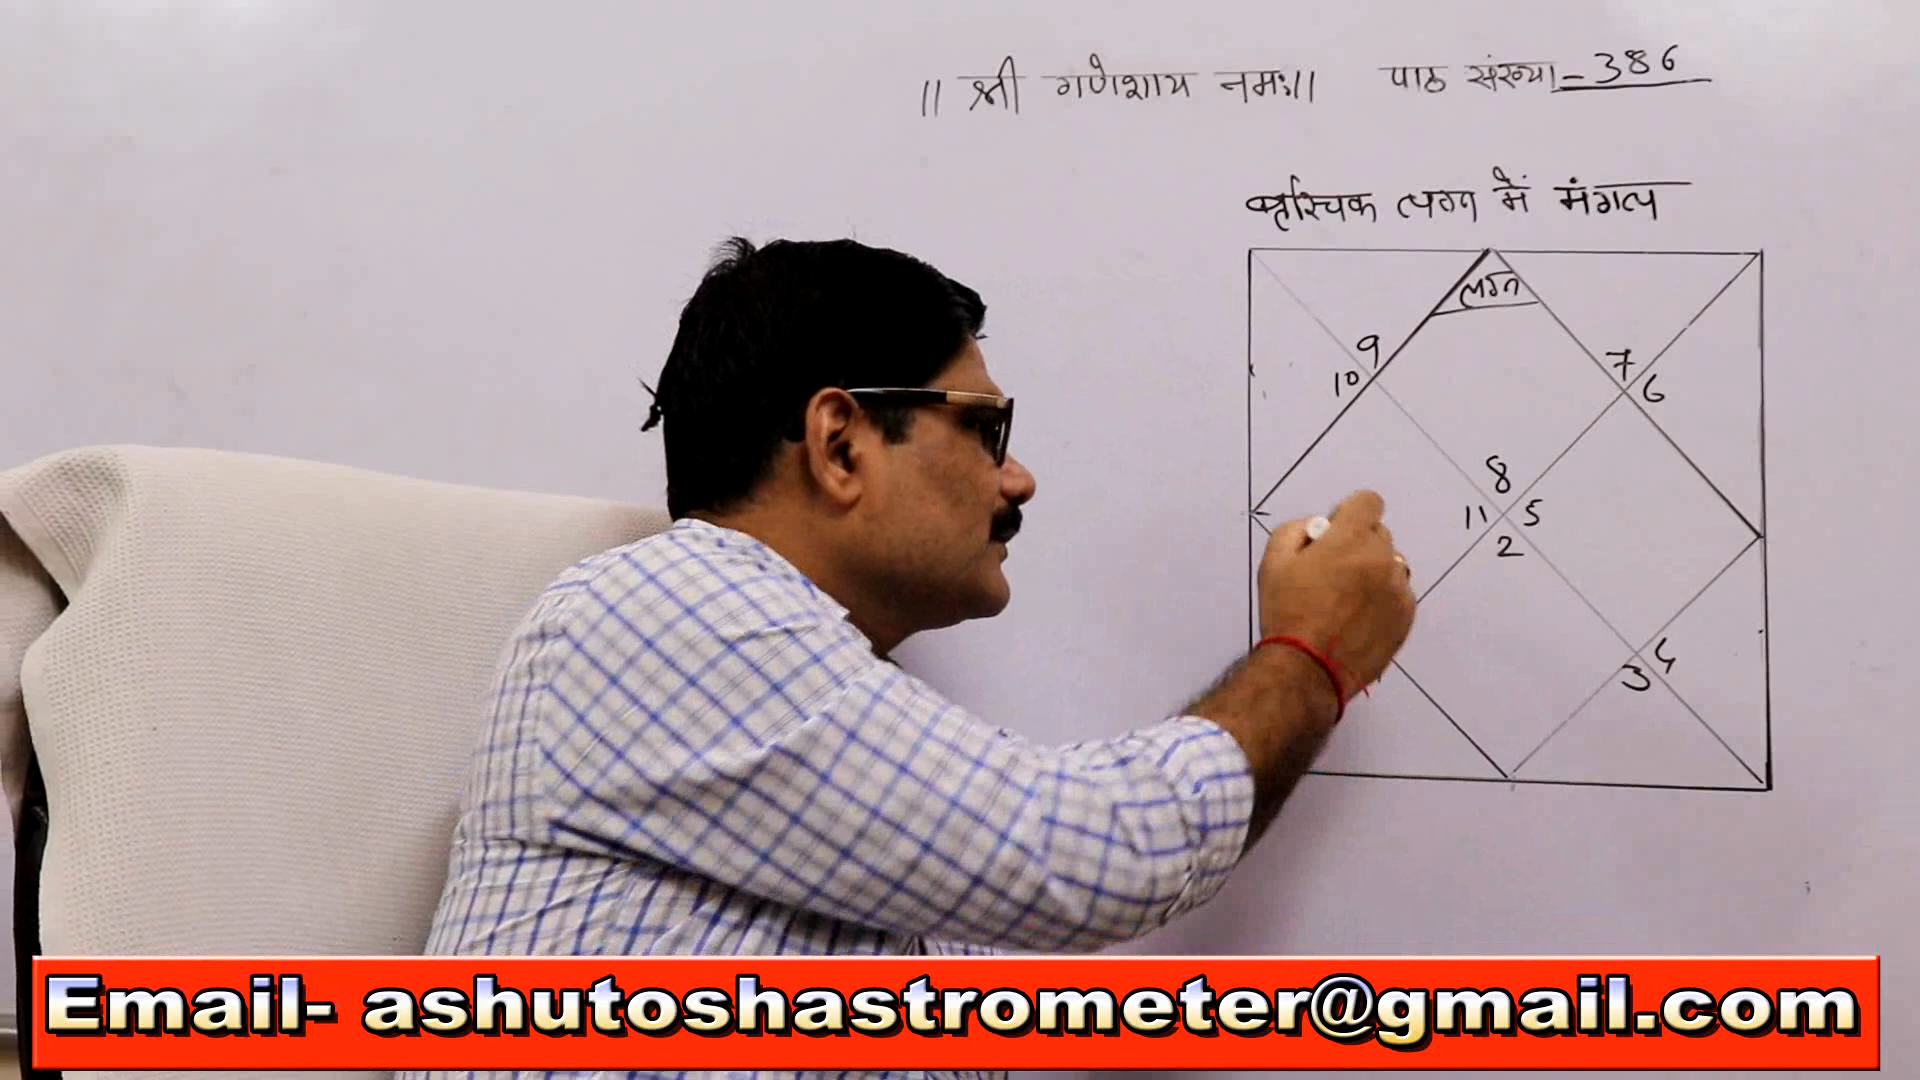 ।। श्री गणेशाय नमः।। पाठ संख्या - 386
वृश्चिक लग्न में मंगल
लग्न
9
7
10
6
8
11
5
2
4
3
Email- ashutoshastrometer@gmail.com